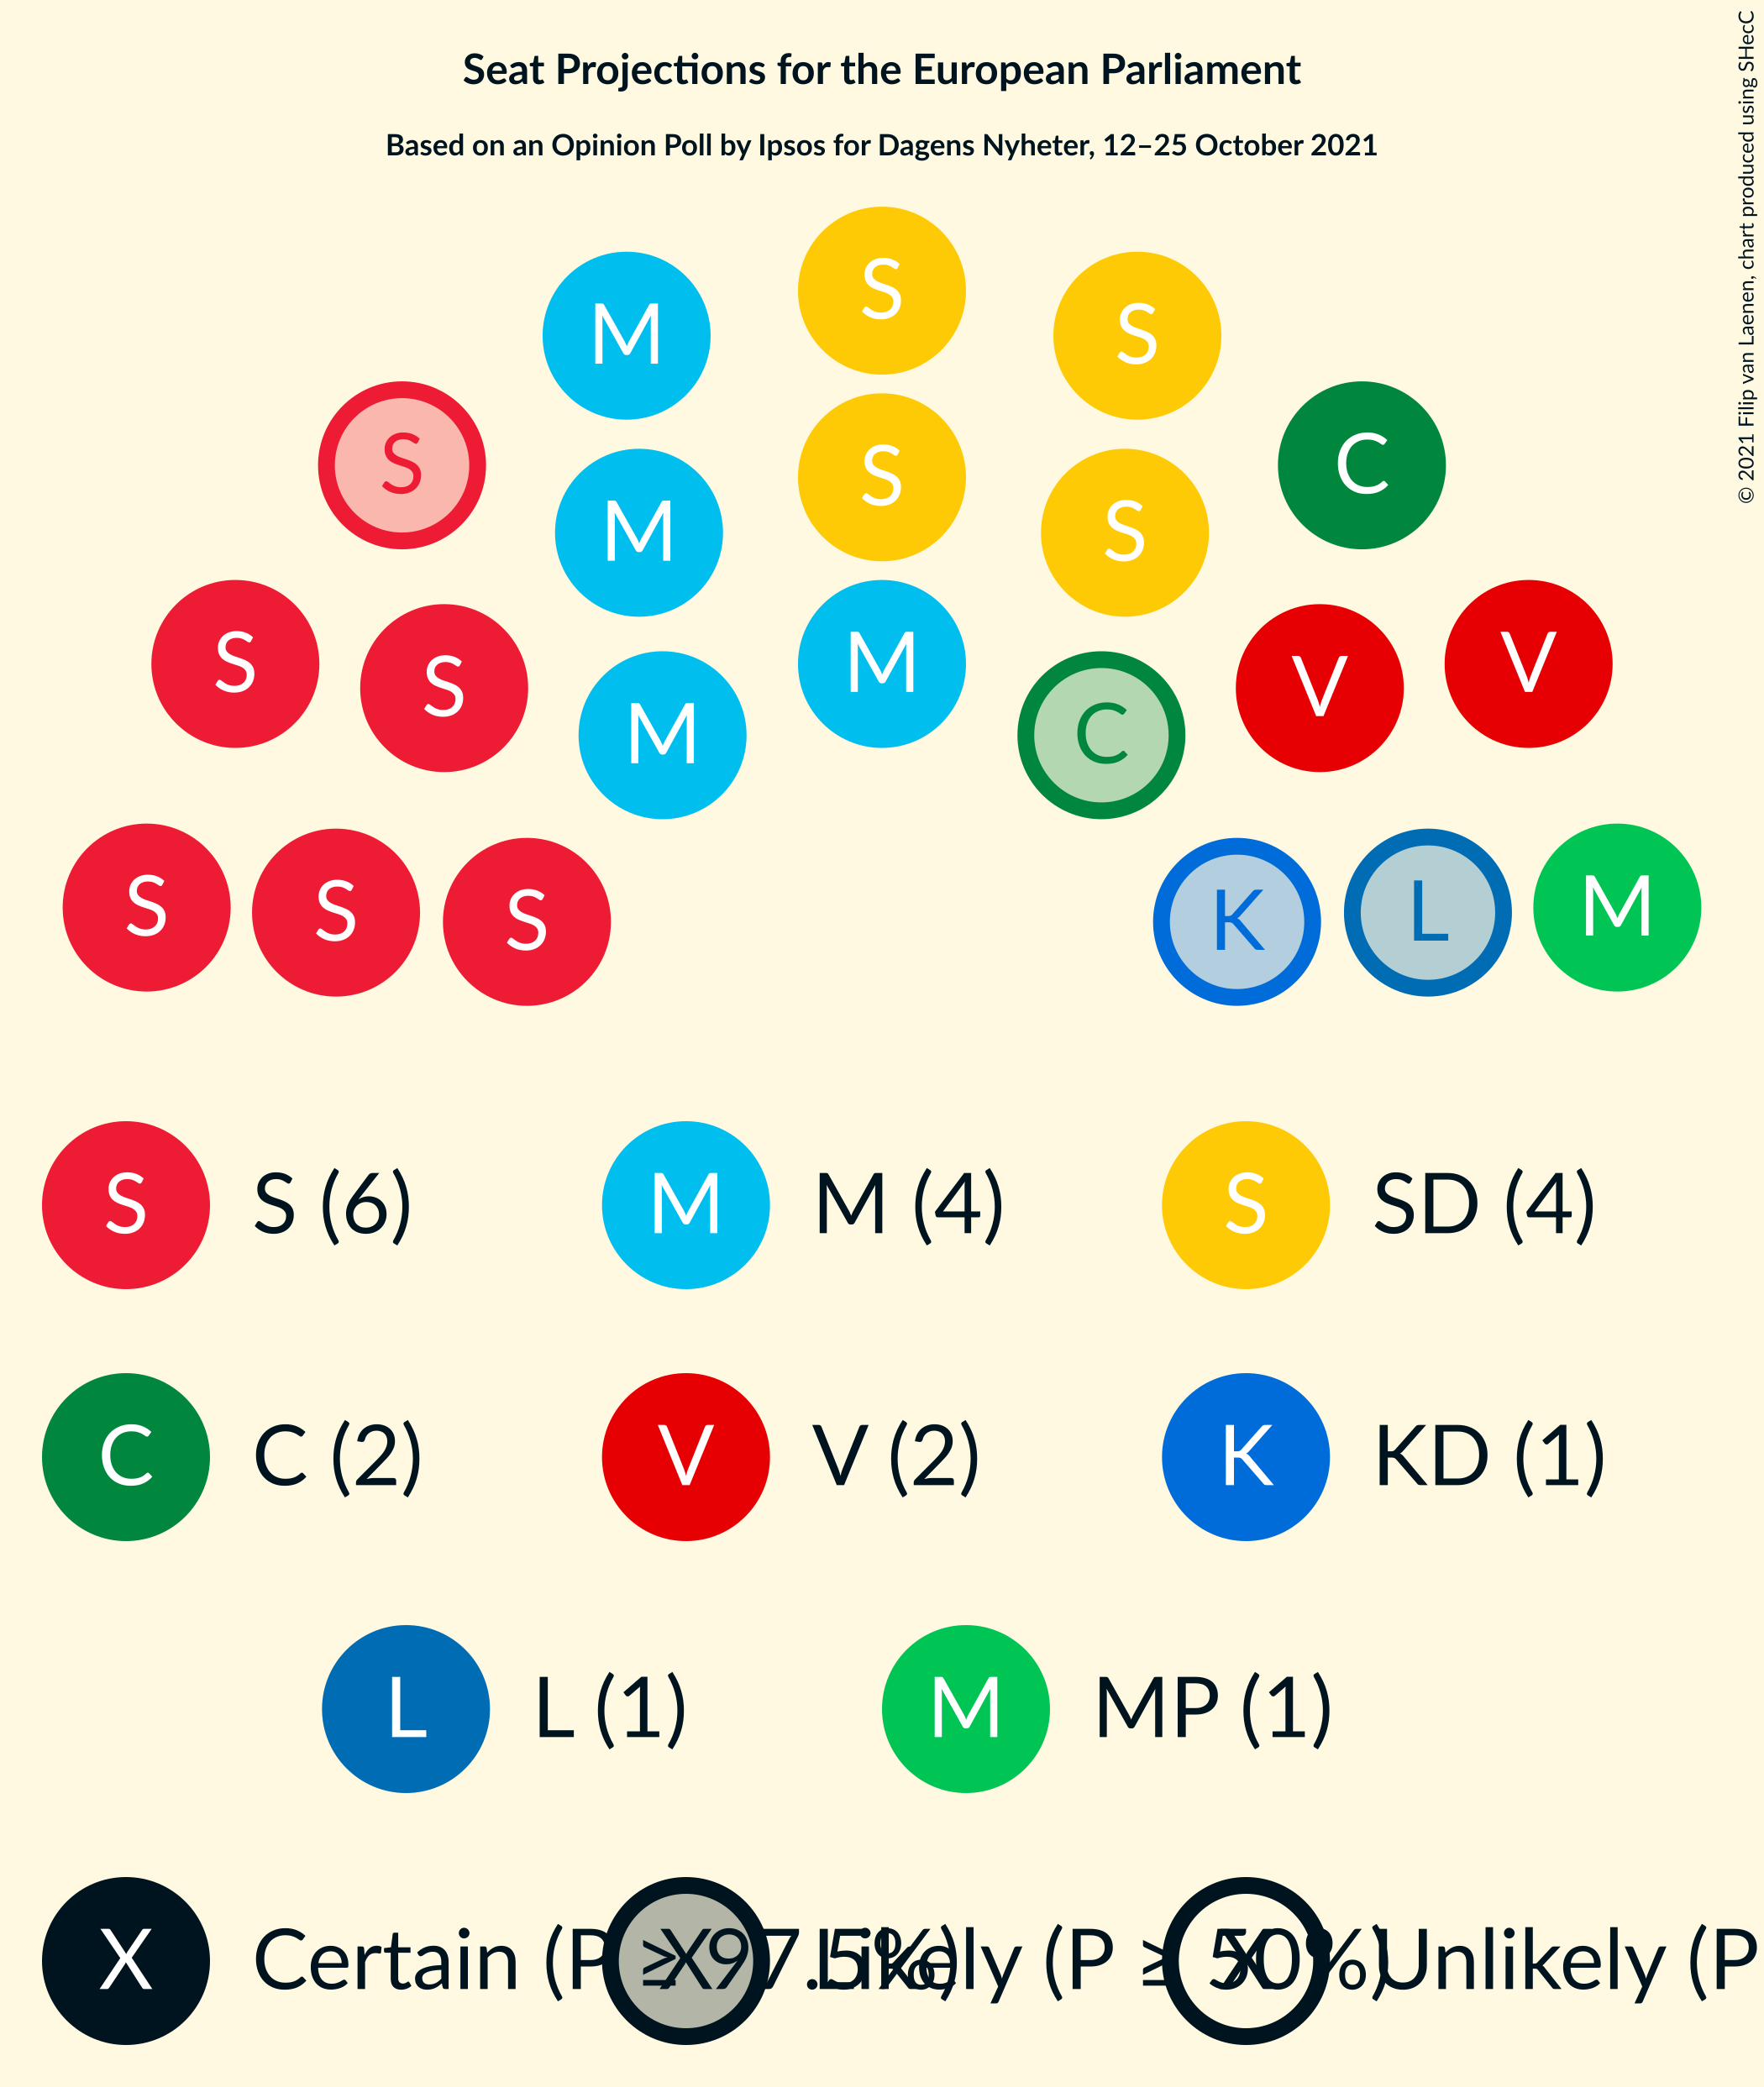 Seat Projections for the European Parliament
Based on an Opinion Poll by Ipsos for Dagens Nyheter, 12–25 October 2021
© 2021 Filip van Laenen, chart produced using SHecC
S
M S
S C
S M S S
S S M M C V V
S S S K L M
S S (6) M M (4) S SD (4)
C C (2) V V (2) K KD (1)
L L (1) M MP (1)
X Certain (P ≥ 97.5%) X Likely (P ≥ 50%) X Unlikely (P